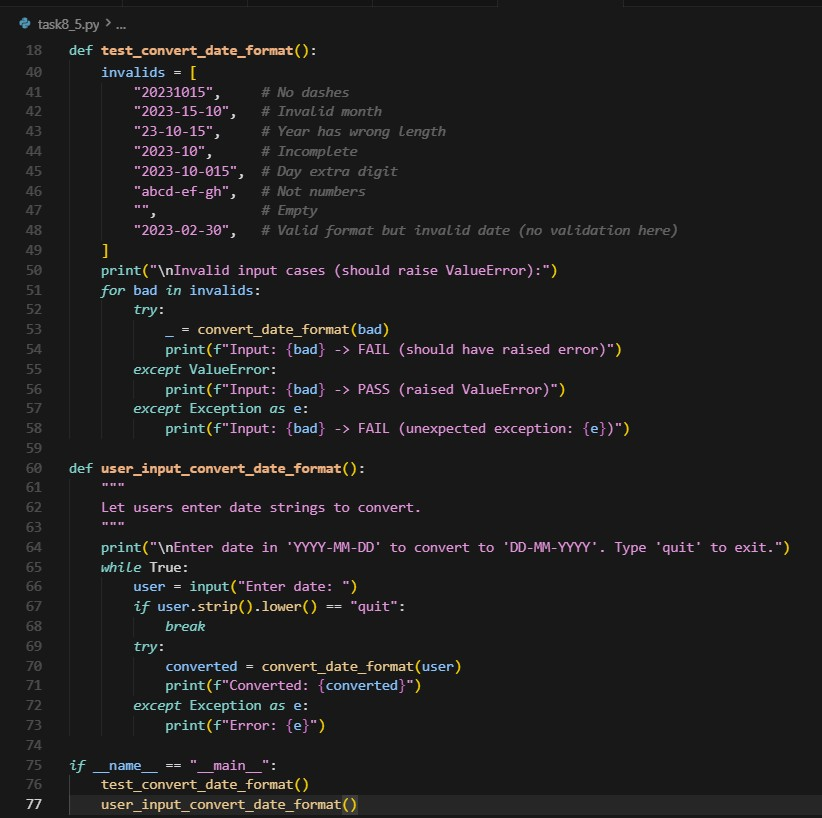 task8_5.py > ...
18 def test_convert_date_format():
40     invalids = [
41         "20231015",     # No dashes
42         "2023-15-10",   # Invalid month
43         "23-10-15",     # Year has wrong length
44         "2023-10",      # Incomplete
45         "2023-10-015",  # Day extra digit
46         "abcd-ef-gh",   # Not numbers
47         "",             # Empty
48         "2023-02-30",   # Valid format but invalid date (no validation here)
49     ]
50     print("\nInvalid input cases (should raise ValueError):")
51     for bad in invalids:
52         try:
53             _ = convert_date_format(bad)
54             print(f"Input: {bad} -> FAIL (should have raised error)")
55         except ValueError:
56             print(f"Input: {bad} -> PASS (raised ValueError)")
57         except Exception as e:
58             print(f"Input: {bad} -> FAIL (unexpected exception: {e})")
59
60 def user_input_convert_date_format():
61     """
62     Let users enter date strings to convert.
63     """
64     print("\nEnter date in 'YYYY-MM-DD' to convert to 'DD-MM-YYYY'. Type 'quit' to exit.")
65     while True:
66         user = input("Enter date: ")
67         if user.strip().lower() == "quit":
68             break
69         try:
70             converted = convert_date_format(user)
71             print(f"Converted: {converted}")
72         except Exception as e:
73             print(f"Error: {e}")
74
75 if __name__ == "__main__":
76     test_convert_date_format()
77     user_input_convert_date_format()